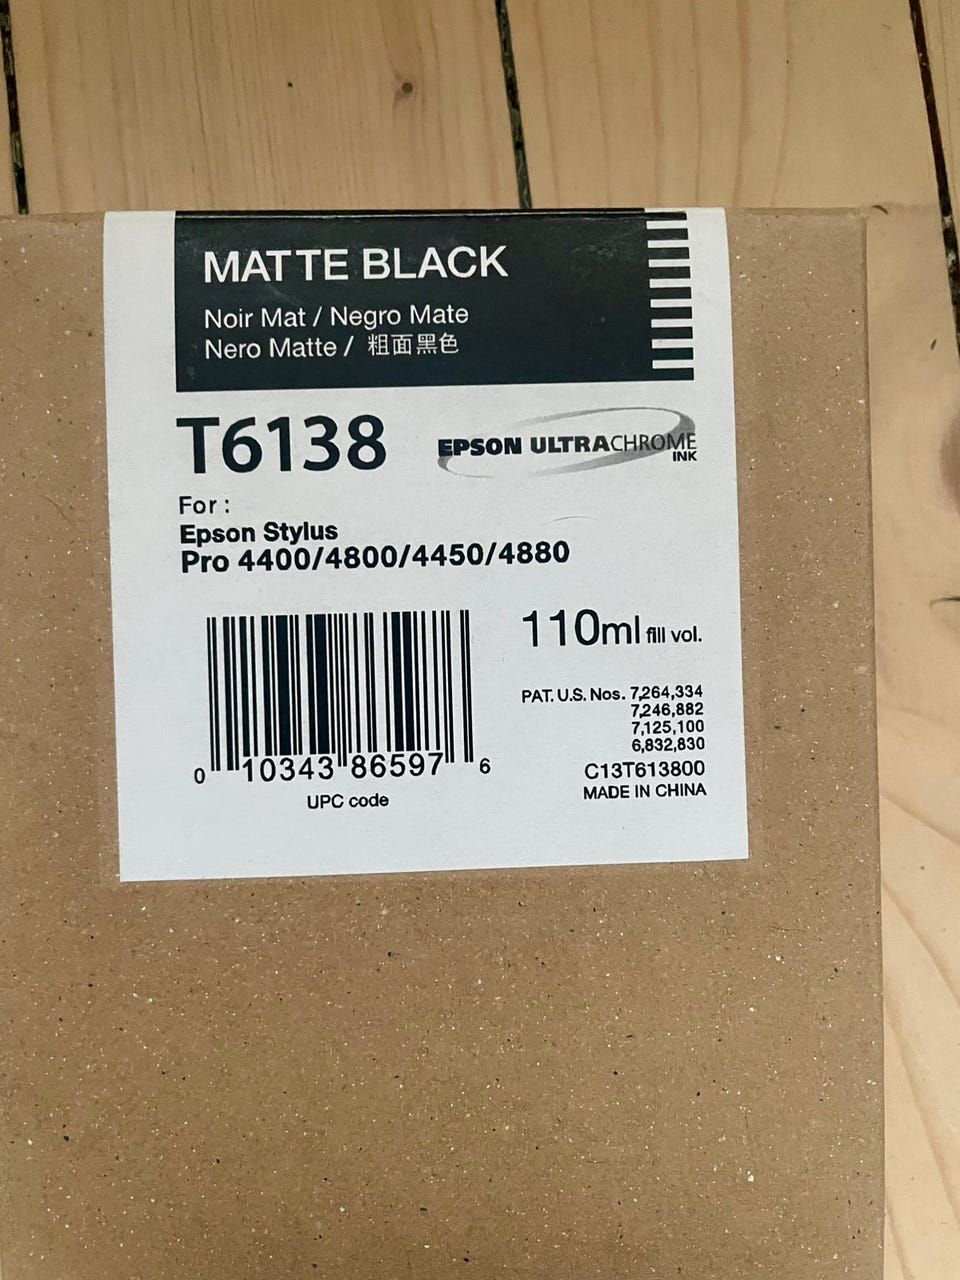 MATTE BLACK
Noir Mat / Negro Mate
Nero Matte / 粗面黑色
T6138
EPSON ULTRACHROME
INK
For :
Epson Stylus
Pro 4400/4800/4450/4880
110ml fill vol.
PAT. U.S. Nos. 7,264,334
7,246,882
7,125,100
6,832,830
C13T613800
MADE IN CHINA
0 10343 86597 6
UPC code